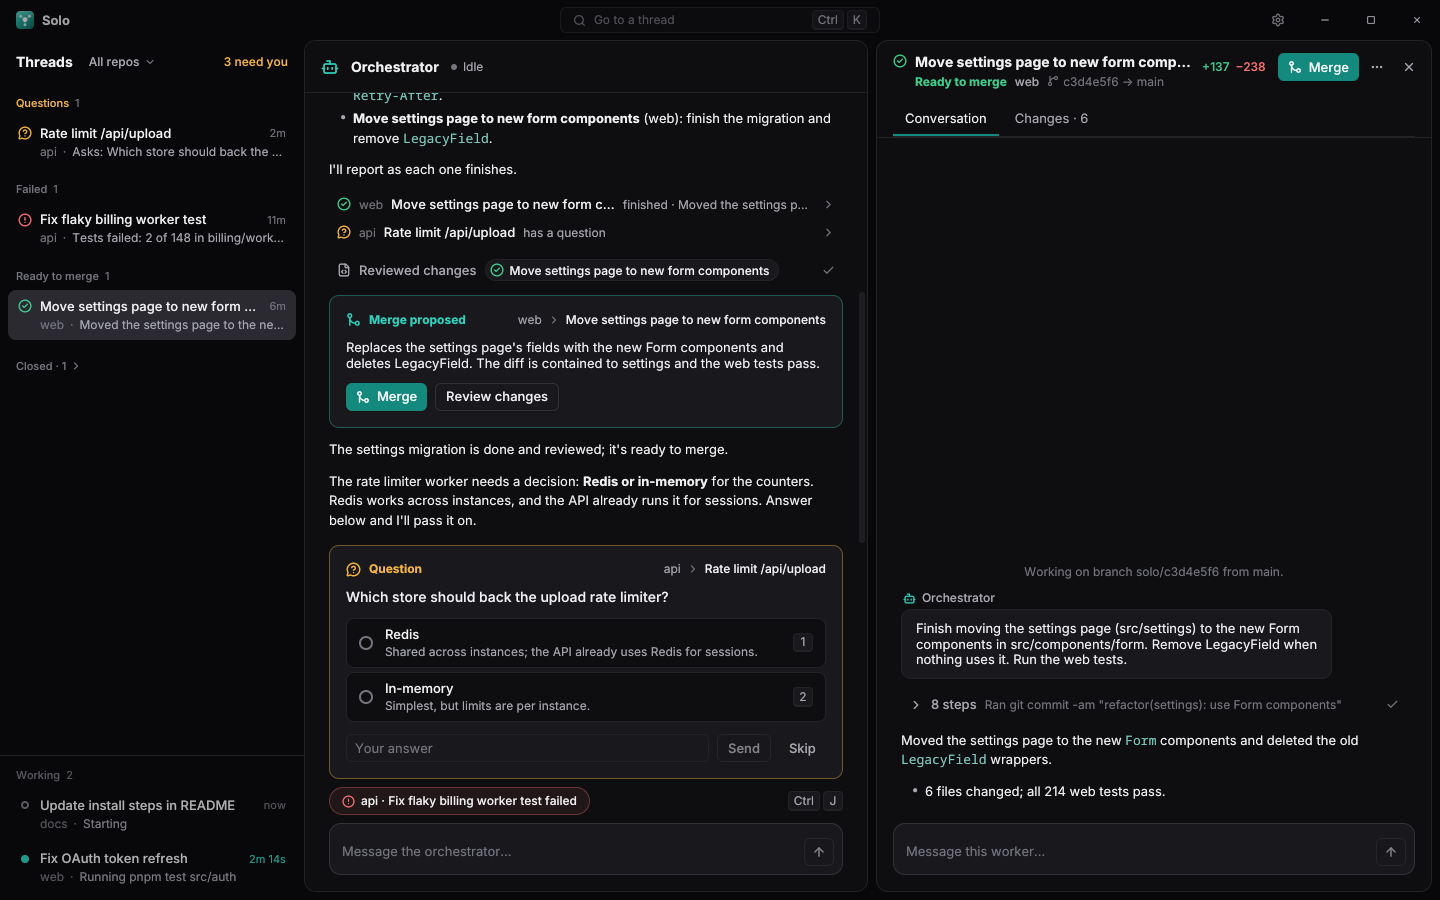 Solo
Go to a thread
Ctrl K
Threads
All repos
3 need you
Questions 1
Rate limit /api/upload 2m
api · Asks: Which store should back the ...
Failed 1
Fix flaky billing worker test 11m
api · Tests failed: 2 of 148 in billing/work...
Ready to merge 1
Move settings page to new form ... 6m
web · Moved the settings page to the ne...
Closed · 1
Working 2
Update install steps in README now
docs · Starting
Fix OAuth token refresh 2m 14s
web · Running pnpm test src/auth
Orchestrator
Idle
Retry-After.
• Move settings page to new form components (web): finish the migration and
remove LegacyField.
I'll report as each one finishes.
web Move settings page to new form c... finished · Moved the settings p...
api Rate limit /api/upload has a question
Reviewed changes Move settings page to new form components
Merge proposed
web > Move settings page to new form components
Replaces the settings page's fields with the new Form components and
deletes LegacyField. The diff is contained to settings and the web tests pass.
Merge
Review changes
The settings migration is done and reviewed; it's ready to merge.
The rate limiter worker needs a decision: Redis or in-memory for the counters.
Redis works across instances, and the API already runs it for sessions. Answer
below and I'll pass it on.
Question
api > Rate limit /api/upload
Which store should back the upload rate limiter?
Redis
Shared across instances; the API already uses Redis for sessions.
1
In-memory
Simplest, but limits are per instance.
2
Your answer
Send
Skip
api · Fix flaky billing worker test failed
Ctrl J
Message the orchestrator...
Move settings page to new form comp...
+137 −238
Merge
Ready to merge web c3d4e5f6 → main
Conversation
Changes · 6
Working on branch solo/c3d4e5f6 from main.
Orchestrator
Finish moving the settings page (src/settings) to the new Form
components in src/components/form. Remove LegacyField when
nothing uses it. Run the web tests.
8 steps Ran git commit -am "refactor(settings): use Form components"
Moved the settings page to the new Form components and deleted the old
LegacyField wrappers.
• 6 files changed; all 214 web tests pass.
Message this worker...